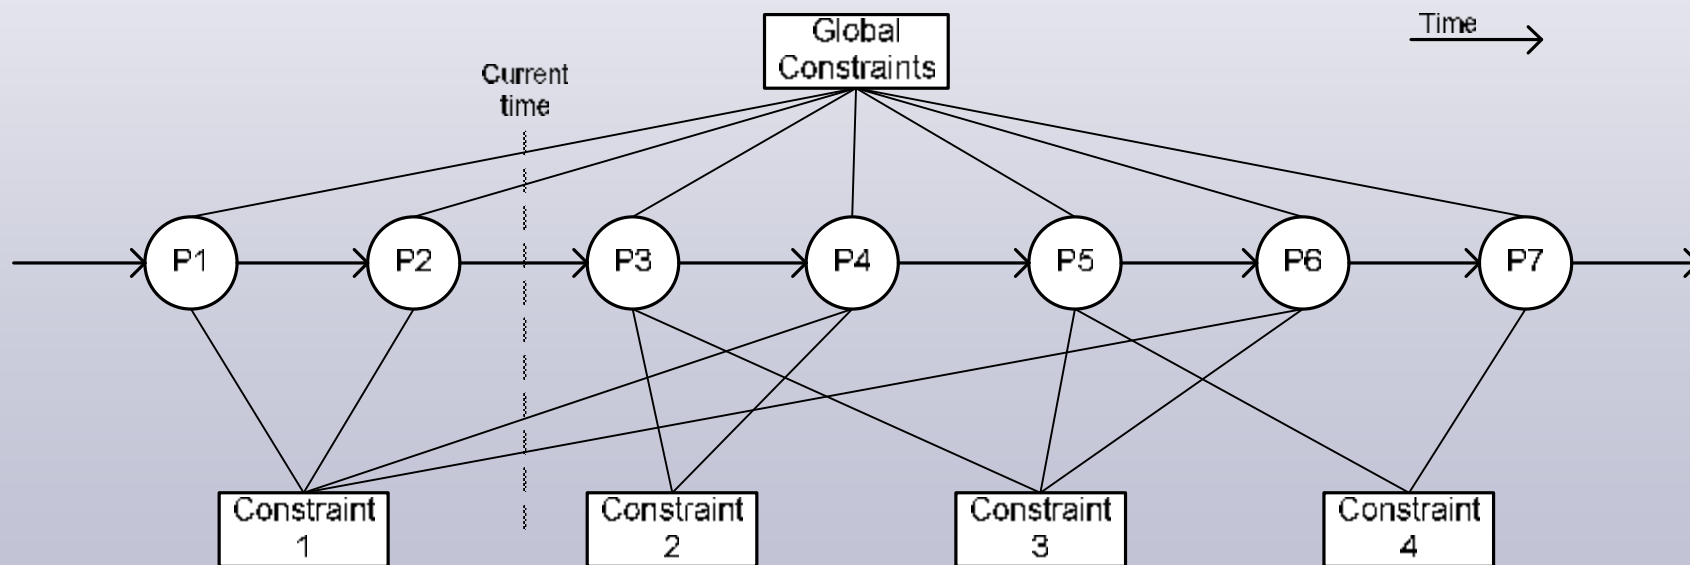 Global
Constraints
Time
Current
time
P1
P2
P3
P4
P5
P6
P7
Constraint
1
Constraint
2
Constraint
3
Constraint
4